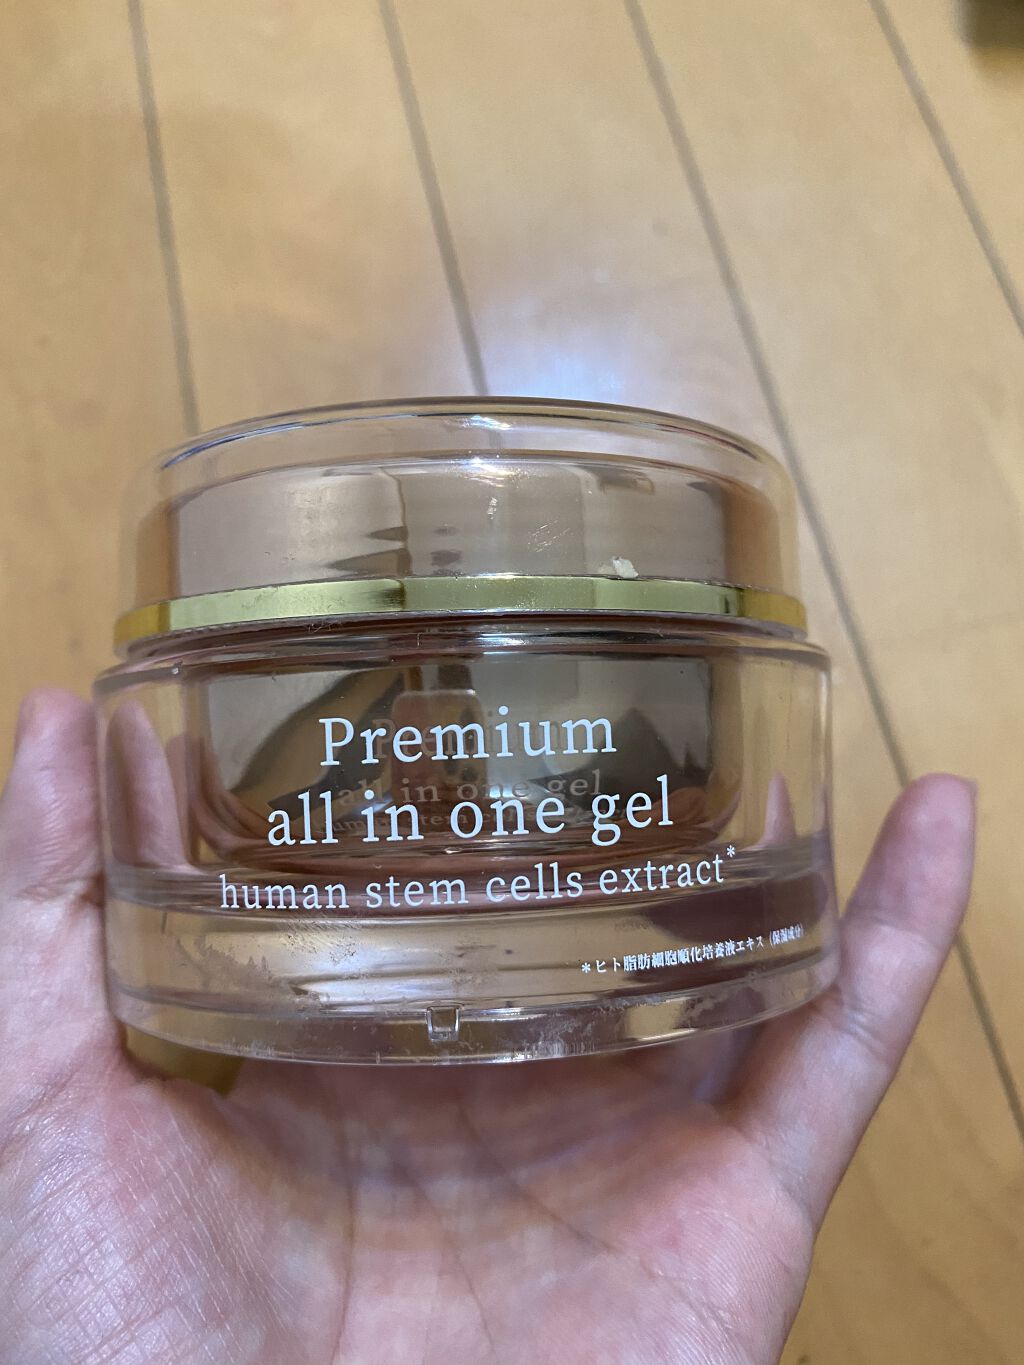 Premium
all in one gel
human stem cells extract*
*ヒト脂肪細胞順化培養液エキス(保湿成分)